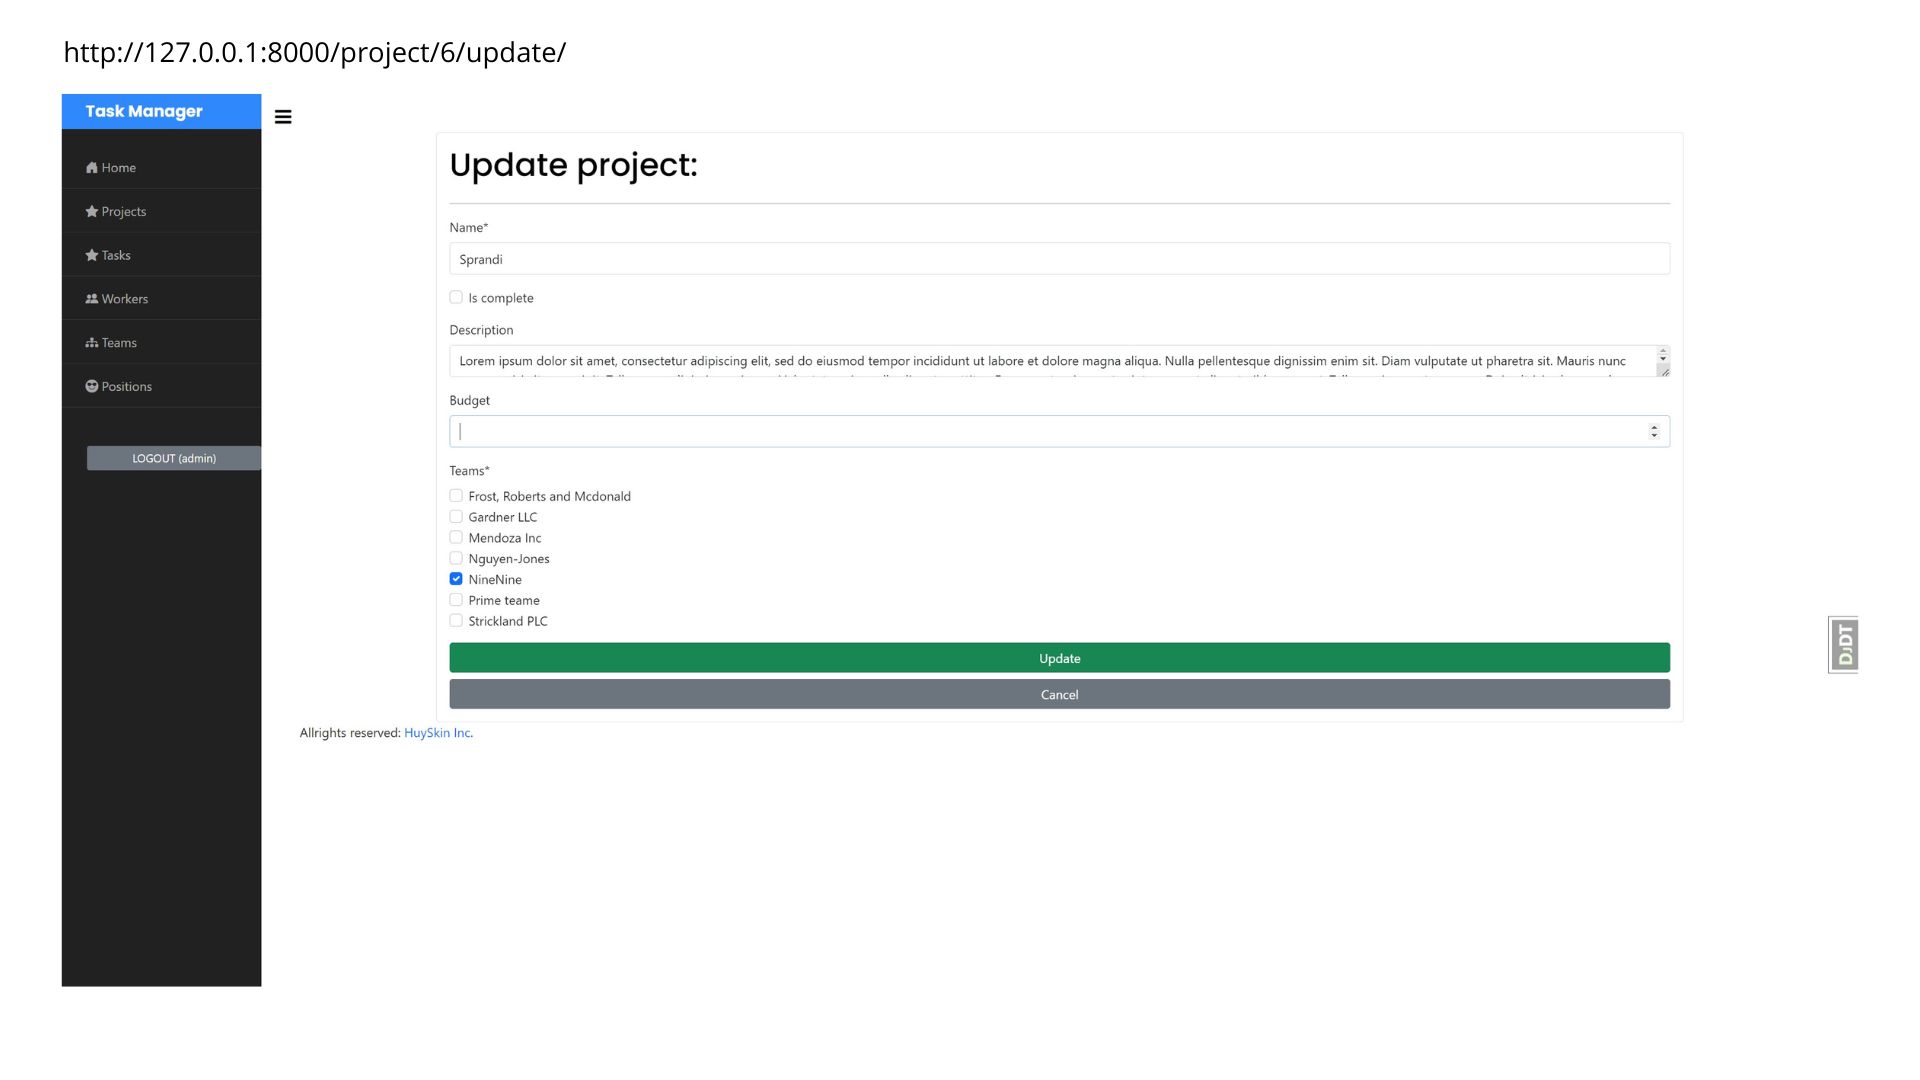 http://127.0.0.1:8000/project/6/update/
Task Manager
Home
Projects
Tasks
Workers
Teams
Positions
LOGOUT (admin)
Update project:
Name*
Sprandi
Is complete
Description
Lorem ipsum dolor sit amet, consectetur adipiscing elit, sed do eiusmod tempor incididunt ut labore et dolore magna aliqua. Nulla pellentesque dignissim enim sit. Diam vulputate ut pharetra sit. Mauris nunc
Budget
Teams*
Frost, Roberts and Mcdonald
Gardner LLC
Mendoza Inc
Nguyen-Jones
NineNine
Prime teame
Strickland PLC
Update
Cancel
DJDT
Allrights reserved: HuySkin Inc.